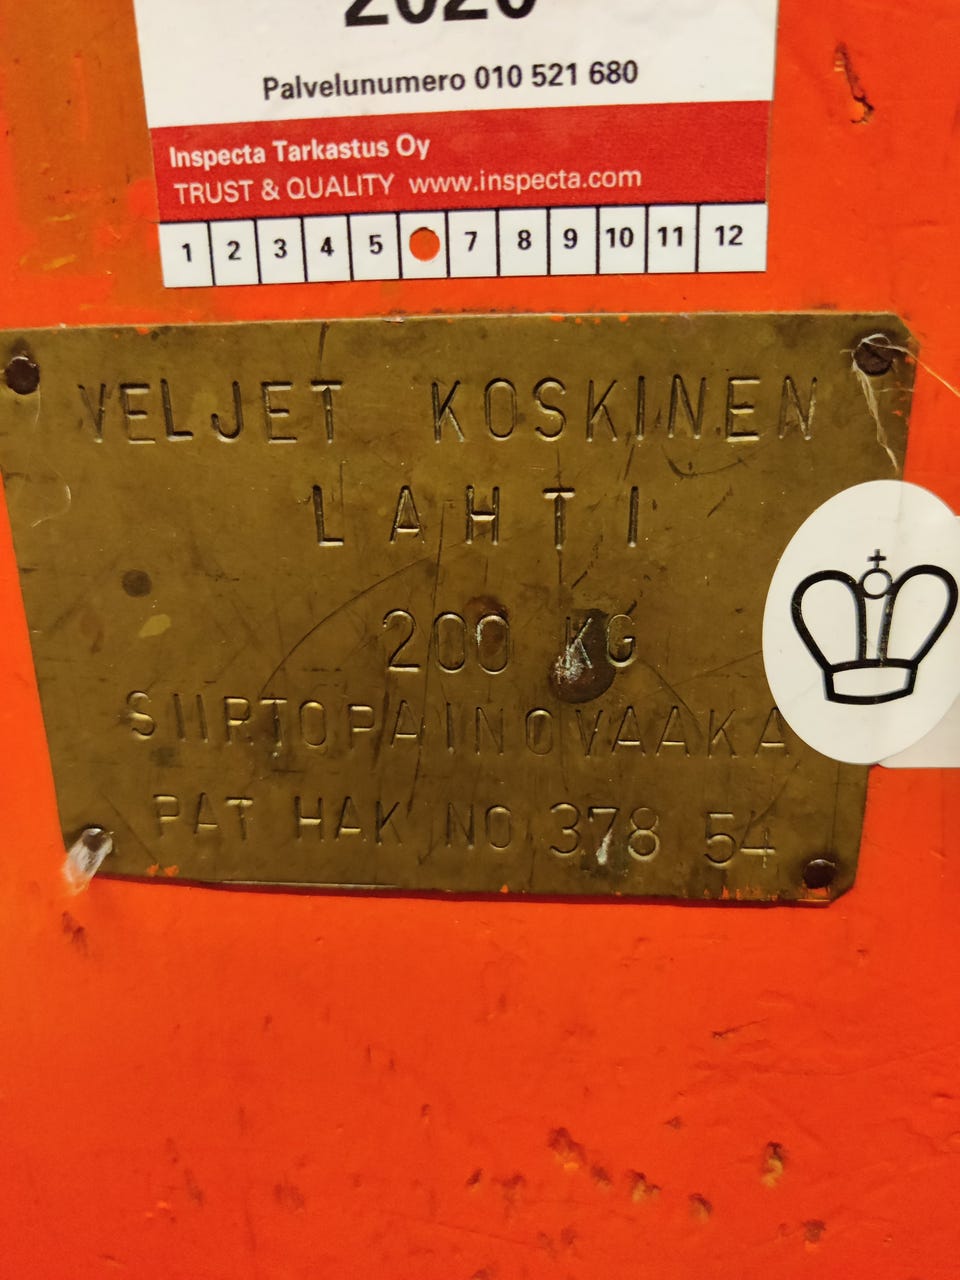 2020
Palvelunumero 010 521 680
Inspecta Tarkastus Oy
TRUST & QUALITY www.inspecta.com
1 2 3 4 5 7 8 9 10 11 12
VELJET KOSKINEN
LAHTI
200 KG
SIIRTOPAINOVAAKA
PAT HAK NO 378 54